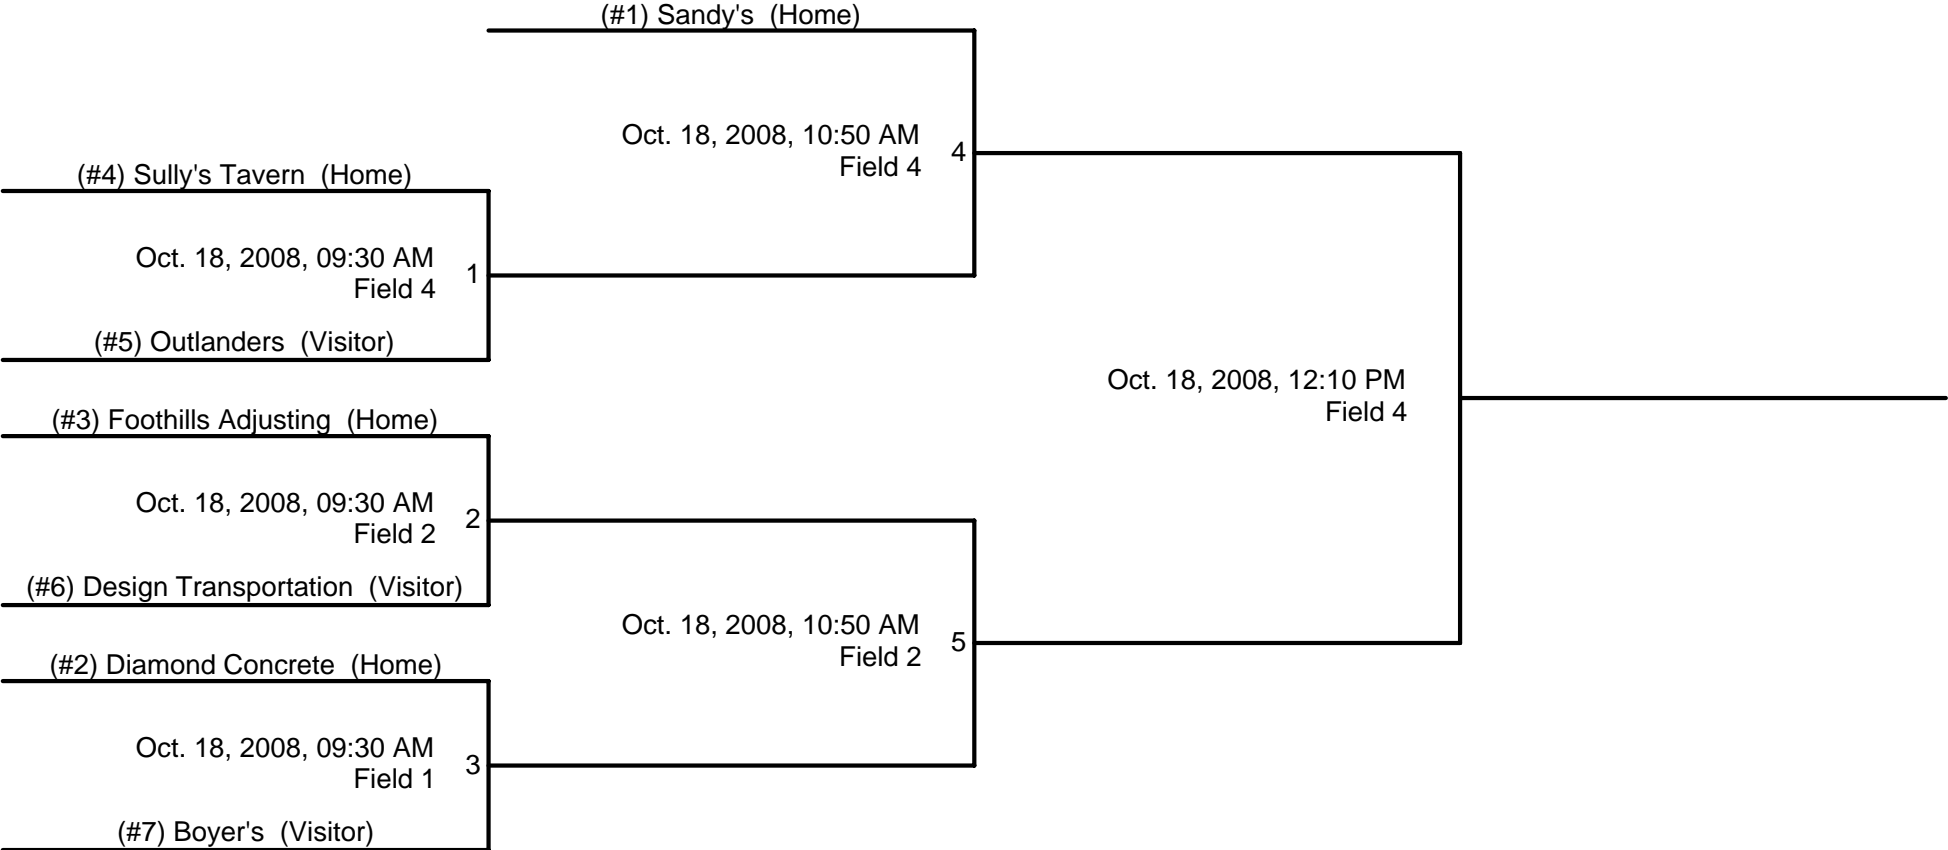 (#1) Sandy's (Home)
Oct. 18, 2008, 10:50 AM
Field 4
4
(#4) Sully's Tavern (Home)
Oct. 18, 2008, 09:30 AM
Field 4
1
(#5) Outlanders (Visitor)
Oct. 18, 2008, 12:10 PM
Field 4
(#3) Foothills Adjusting (Home)
Oct. 18, 2008, 09:30 AM
Field 2
2
(#6) Design Transportation (Visitor)
Oct. 18, 2008, 10:50 AM
Field 2
5
(#2) Diamond Concrete (Home)
Oct. 18, 2008, 09:30 AM
Field 1
3
(#7) Boyer's (Visitor)